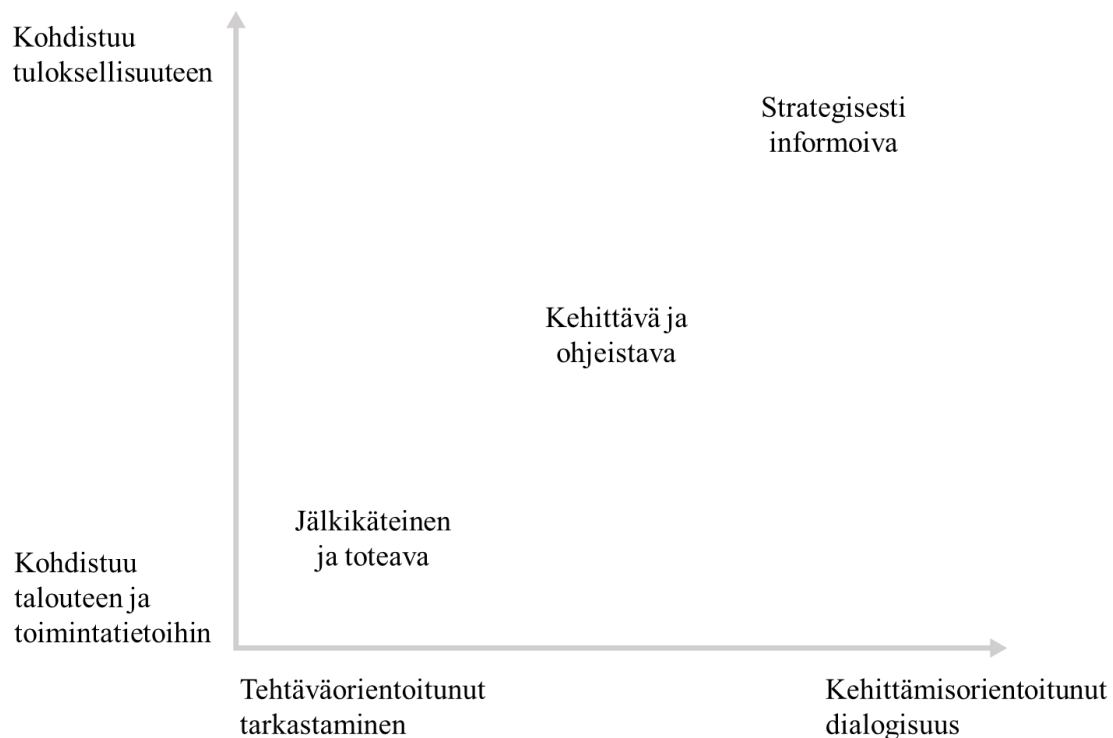 Kohdistuu
tuloksellisuuteen
Strategisesti
informoiva
Kehittävä ja
ohjeistava
Jälkikäteinen
ja toteava
Kohdistuu
talouteen ja
toimintatietoihin
Tehtäväorientoitunut
tarkastaminen
Kehittämisorientoitunut
dialogisuus